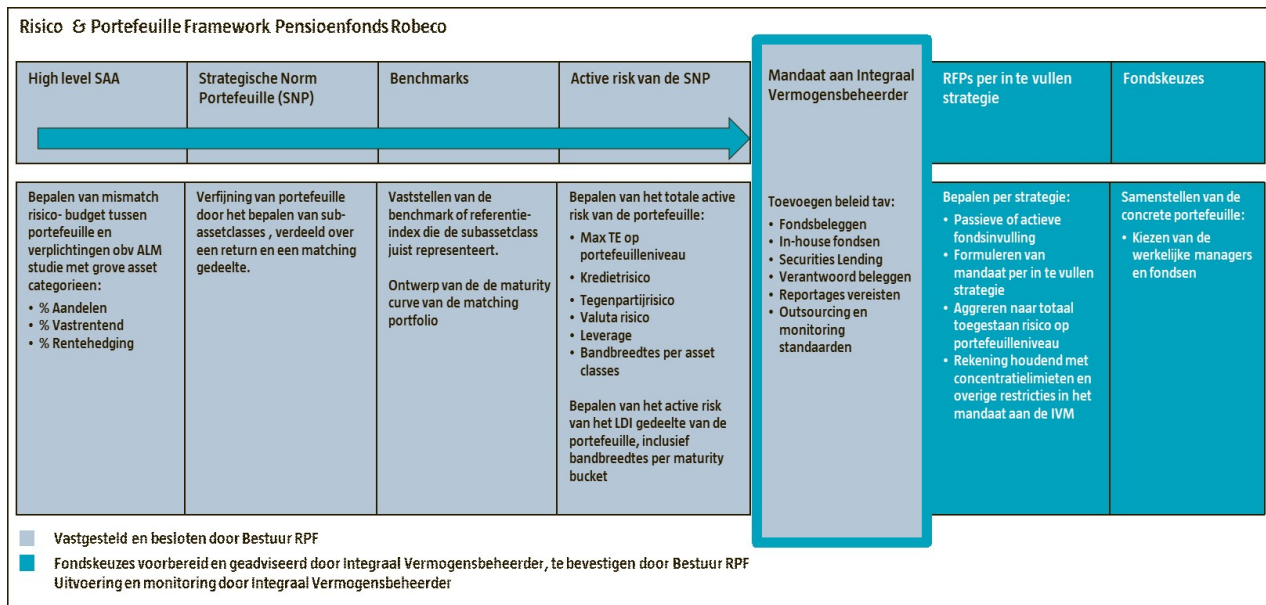 Risico & Portefeuille Framework Pensioenfonds Robeco
High level SAA
Strategische Norm
Portefeuille (SNP)
Benchmarks
Active risk van de SNP
Mandaat aan Integraal
Vermogensbeheerder
RFPs per in te vullen
strategie
Fondskeuzes
Bepalen van mismatch
risico- budget tussen
portefeuille en
verplichtingen obv ALM
studie met grove asset
categorieen:
• % Aandelen
• % Vastrentend
• % Rentehedging
Verfijning van portefeuille
door het bepalen van sub-
assetclasses , verdeeld over
een return en een matching
gedeelte.
Vaststellen van de
benchmark of referentie-
index die de subassetclass
juist representeert.
Ontwerp van de de maturity
curve van de matching
portfolio
Bepalen van het totale active
risk van de portefeuille:
• Max TE op
portefeuilleniveau
• Kredietrisico
• Tegenpartijrisico
• Valuta risico
• Leverage
• Bandbreedtes per asset
classes
Bepalen van het active risk
van het LDI gedeelte van de
portefeuille, inclusief
bandbreedtes per maturity
bucket
Toevoegen beleid tav:
• Fondsbeleggen
• In-house fondsen
• Securities Lending
• Verantwoord beleggen
• Reportages vereisten
• Outsourcing en
monitoring
standaarden
Bepalen per strategie:
• Passieve of actieve
fondsinvulling
• Formuleren van
mandaat per in te vullen
strategie
• Aggreren naar totaal
toegestaan risico op
portefeuilleniveau
• Rekening houdend met
concentratielimieten en
overige restricties in het
mandaat aan de IVM
Samenstellen van de
concrete portefeuille:
• Kiezen van de
werkelijke managers
en fondsen
Vastgesteld en besloten door Bestuur RPF
Fondskeuzes voorbereid en geadviseerd door Integraal Vermogensbeheerder, te bevestigen door Bestuur RPF
Uitvoering en monitoring door Integraal Vermogensbeheerder